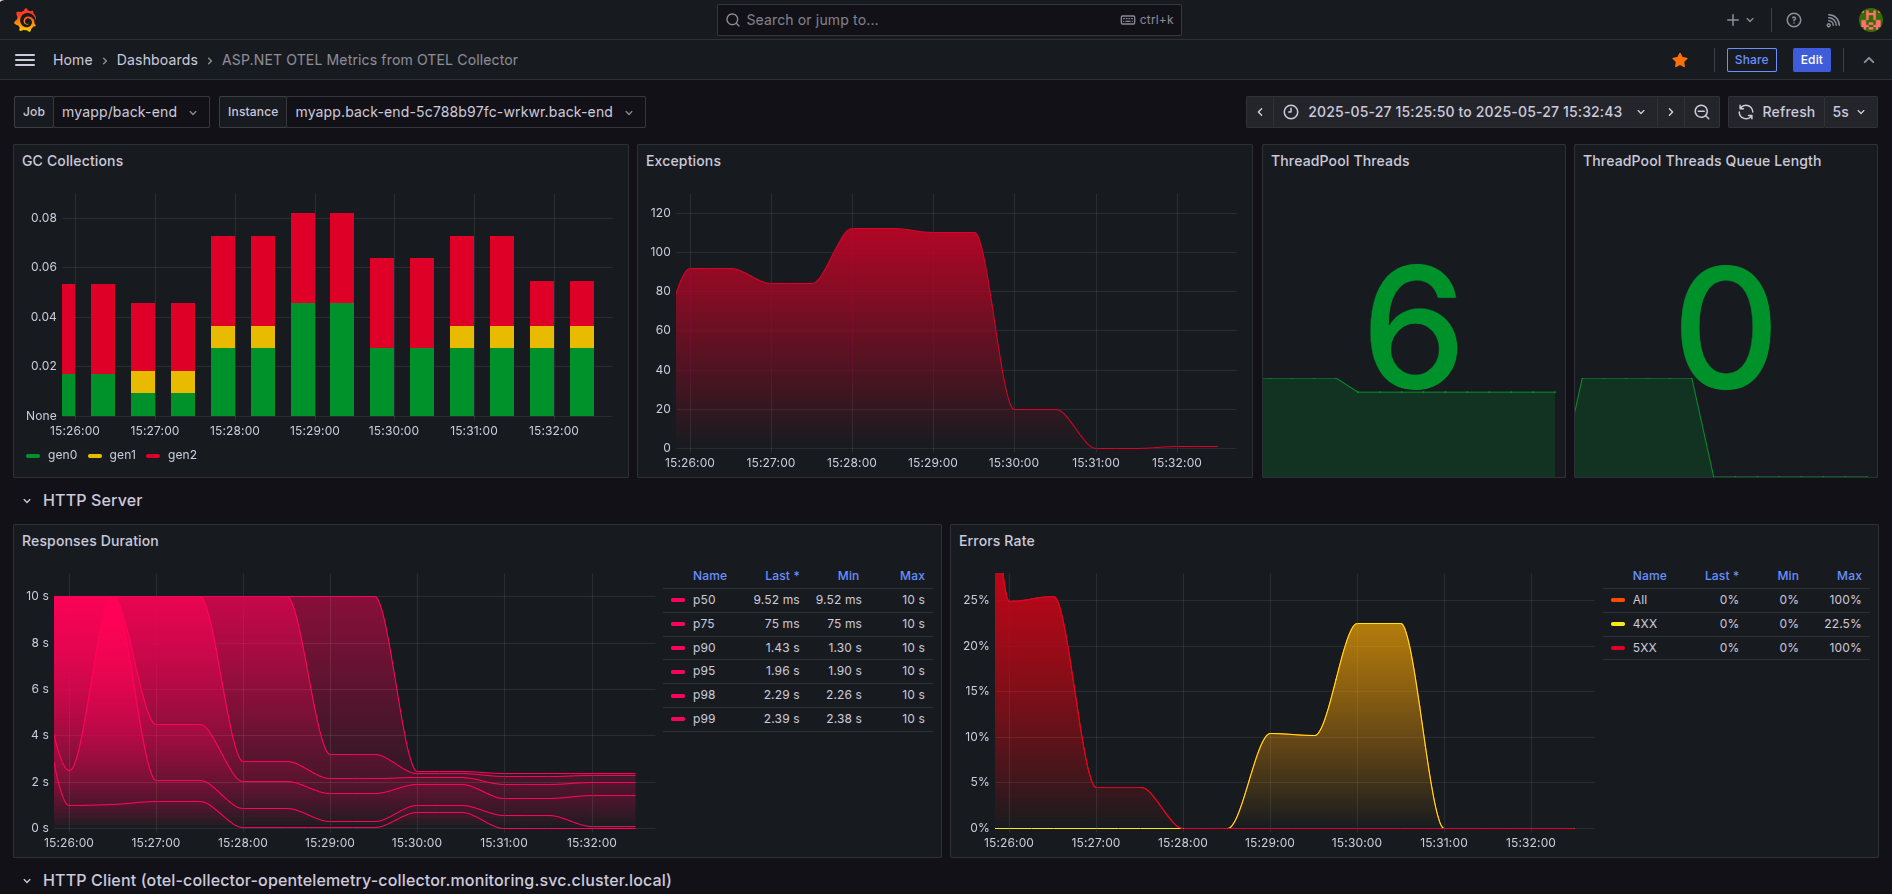 Search or jump to... ctrl+k
Home › Dashboards › ASP.NET OTEL Metrics from OTEL Collector Share Edit
Job myapp/back-end Instance myapp.back-end-5c788b97fc-wrkwr.back-end 2025-05-27 15:25:50 to 2025-05-27 15:32:43 Refresh 5s
GC Collections
0.08
0.06
0.04
0.02
None
15:26:00 15:27:00 15:28:00 15:29:00 15:30:00 15:31:00 15:32:00
gen0 gen1 gen2
Exceptions
120
100
80
60
40
20
0
15:26:00 15:27:00 15:28:00 15:29:00 15:30:00 15:31:00 15:32:00
ThreadPool Threads
6
ThreadPool Threads Queue Length
0
HTTP Server
Responses Duration
10 s
8 s
6 s
4 s
2 s
0 s
15:26:00 15:27:00 15:28:00 15:29:00 15:30:00 15:31:00 15:32:00
Name Last * Min Max
p50 9.52 ms 9.52 ms 10 s
p75 75 ms 75 ms 10 s
p90 1.43 s 1.30 s 10 s
p95 1.96 s 1.90 s 10 s
p98 2.29 s 2.26 s 10 s
p99 2.39 s 2.38 s 10 s
Errors Rate
25%
20%
15%
10%
5%
0%
15:26:00 15:27:00 15:28:00 15:29:00 15:30:00 15:31:00 15:32:00
Name Last * Min Max
All 0% 0% 100%
4XX 0% 0% 22.5%
5XX 0% 0% 100%
HTTP Client (otel-collector-opentelemetry-collector.monitoring.svc.cluster.local)